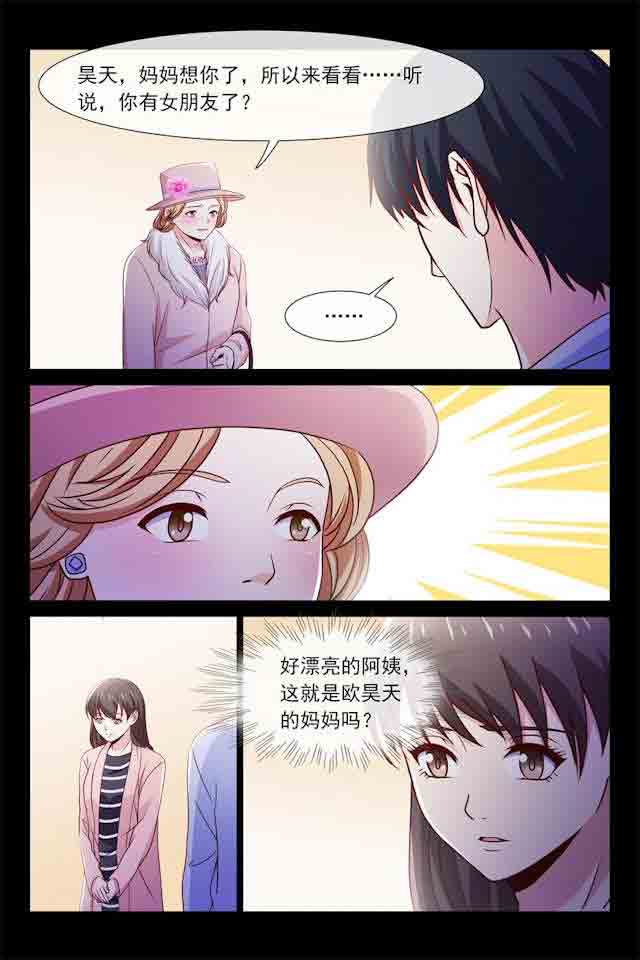 昊天，妈妈想你了，所以来看看……听
说，你有女朋友了？
……
好漂亮的阿姨，
这就是欧昊天
的妈妈吗？